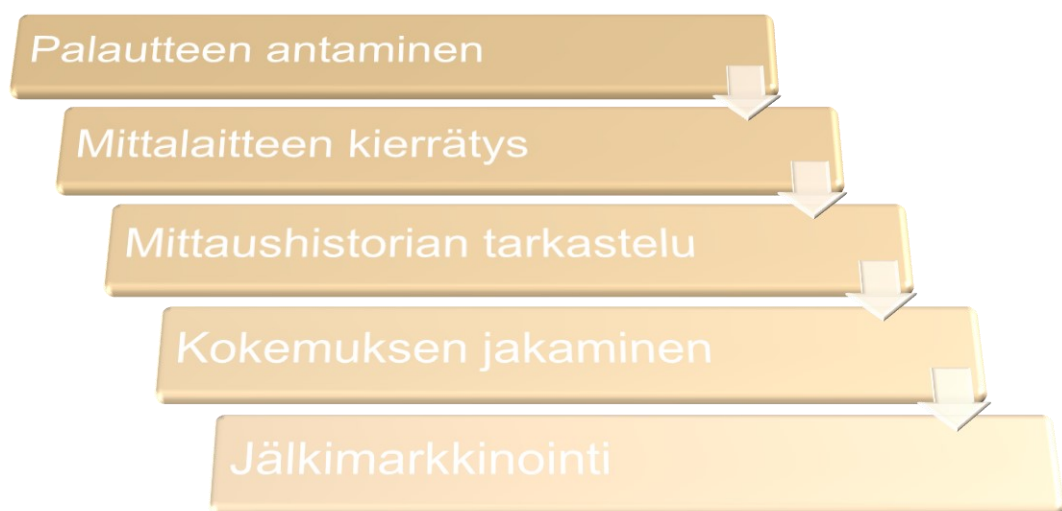 Palautteen antaminen
Mittalaitteen kierrätys
Mittaushistorian tarkastelu
Kokemuksen jakaminen
Jälkimarkkinointi